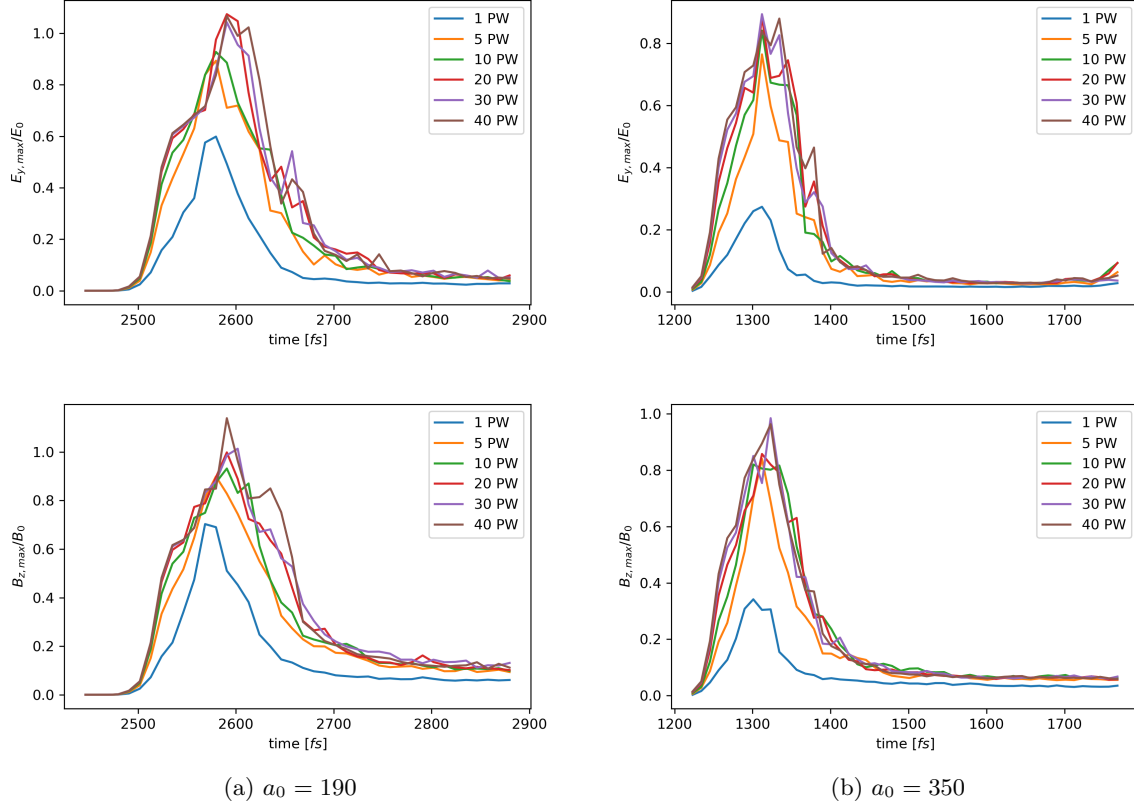 1.0
0.8
0.6
0.4
0.2
0.0
E_{y,max}/E_0
1 PW
5 PW
10 PW
20 PW
30 PW
40 PW
2500 2600 2700 2800 2900
time [fs]
0.8
0.6
0.4
0.2
0.0
E_{y,max}/E_0
1 PW
5 PW
10 PW
20 PW
30 PW
40 PW
1200 1300 1400 1500 1600 1700
time [fs]
1.0
0.8
0.6
0.4
0.2
0.0
B_{z,max}/B_0
1 PW
5 PW
10 PW
20 PW
30 PW
40 PW
2500 2600 2700 2800 2900
time [fs]
1.0
0.8
0.6
0.4
0.2
0.0
B_{z,max}/B_0
1 PW
5 PW
10 PW
20 PW
30 PW
40 PW
1200 1300 1400 1500 1600 1700
time [fs]
(a) a_0 = 190
(b) a_0 = 350